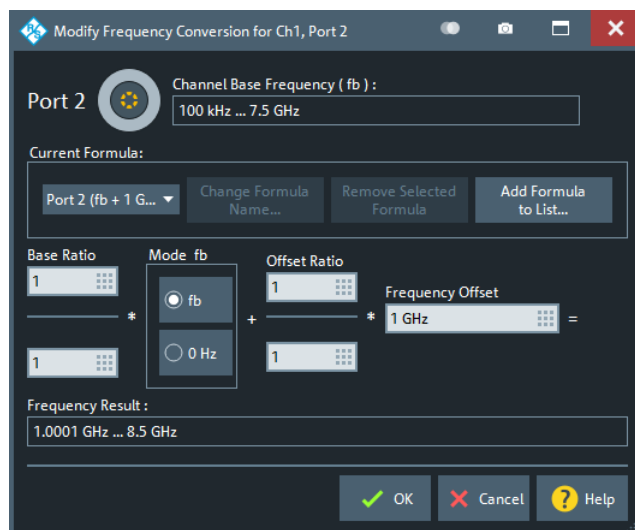 Modify Frequency Conversion for Ch1, Port 2
Port 2
Channel Base Frequency ( fb ) :
100 kHz ... 7.5 GHz
Current Formula:
Port 2 (fb + 1 G...
Change Formula
Name...
Remove Selected
Formula
Add Formula
to List...
Base Ratio
Mode fb
Offset Ratio
1
fb
1
Frequency Offset
*
+
*
1 GHz
=
1
0 Hz
1
Frequency Result :
1.0001 GHz ... 8.5 GHz
OK
Cancel
? Help